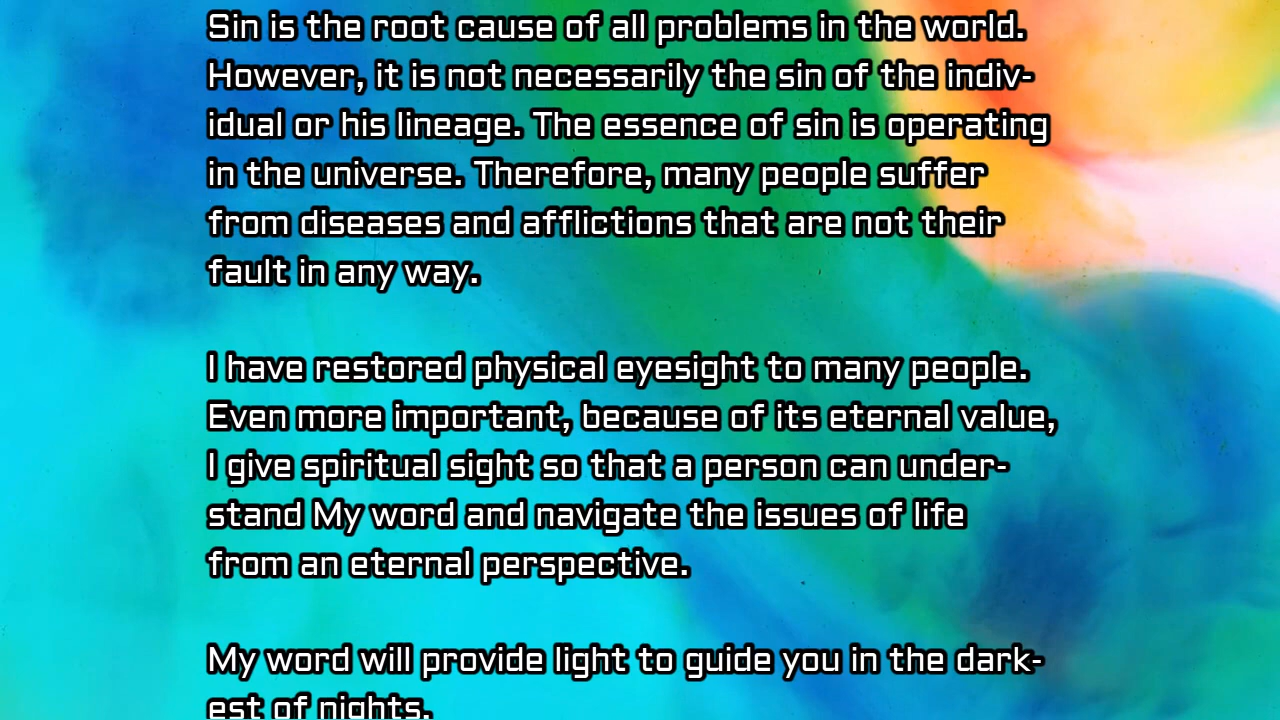 Sin is the root cause of all problems in the world.
However, it is not necessarily the sin of the indiv-
idual or his lineage. The essence of sin is operating
in the universe. Therefore, many people suffer
from diseases and afflictions that are not their
fault in any way.
I have restored physical eyesight to many people.
Even more important, because of its eternal value,
I give spiritual sight so that a person can under-
stand My word and navigate the issues of life
from an eternal perspective.
My word will provide light to guide you in the dark-
est of nights.